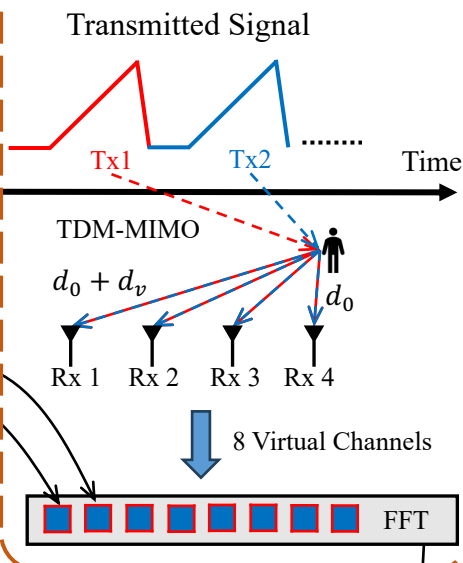 Transmitted Signal
Tx1 Tx2 Time
TDM-MIMO
d₀ + dᵥ
d₀
Rx 1 Rx 2 Rx 3 Rx 4
8 Virtual Channels
FFT